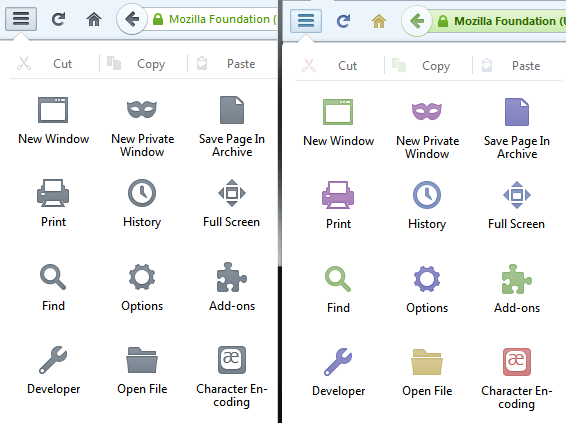 Mozilla Foundation (
Cut Copy Paste
New Window New Private Window Save Page In Archive
Print History Full Screen
Find Options Add-ons
Developer Open File Character En-coding
æ
Mozilla Foundation (U
Cut Copy Paste
New Window New Private Window Save Page In Archive
Print History Full Screen
Find Options Add-ons
Developer Open File Character En-coding
æ